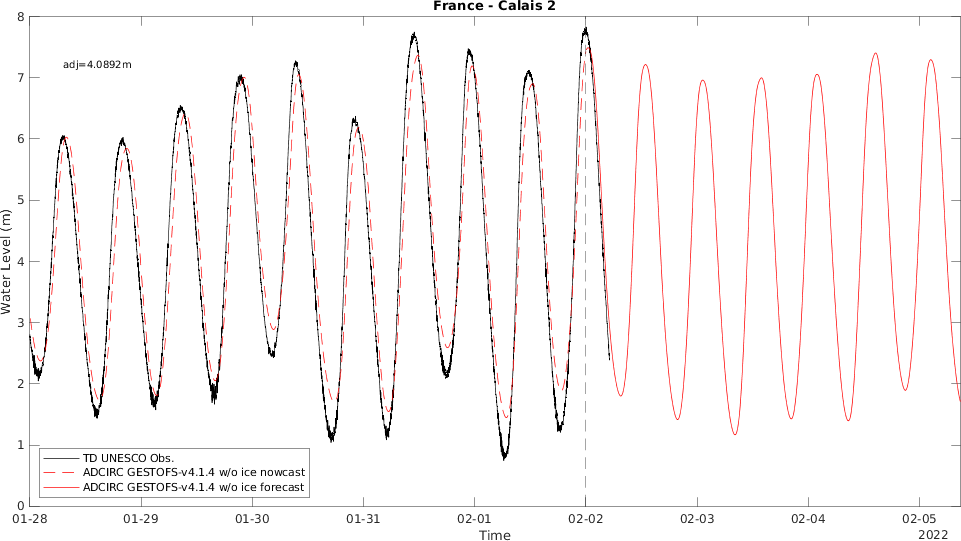 France - Calais 2
adj=4.0892m
8
7
6
5
4
3
2
1
0
Water Level (m)
TD UNESCO Obs.
ADCIRC GESTOFS-v4.1.4 w/o ice nowcast
ADCIRC GESTOFS-v4.1.4 w/o ice forecast
01-28 01-29 01-30 01-31 02-01 02-02 02-03 02-04 02-05
Time
2022